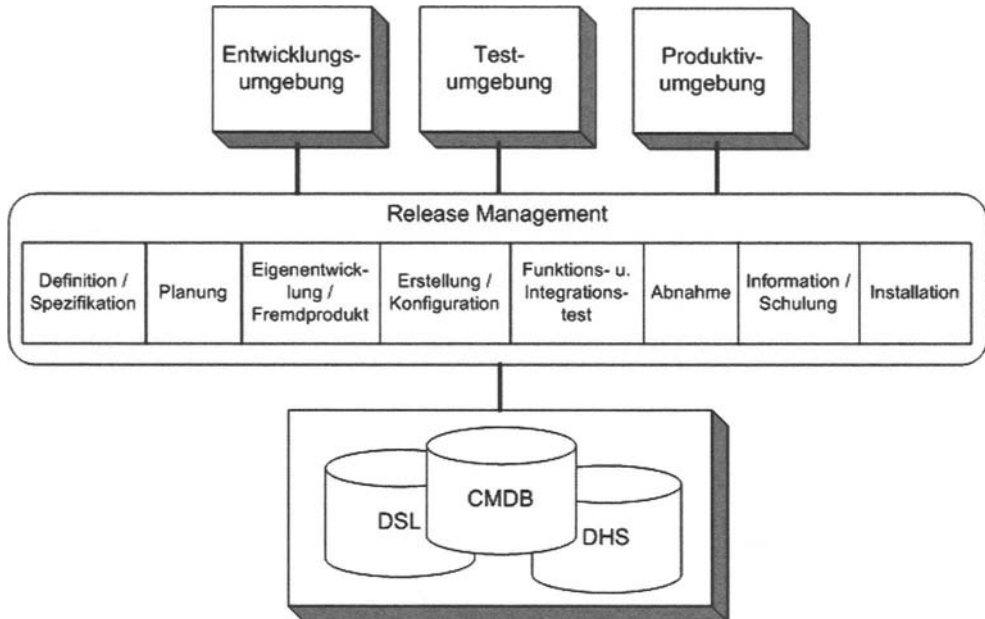 Entwicklungs-
umgebung
Test-
umgebung
Produktiv-
umgebung
Release Management
Definition /
Spezifikation
Planung
Eigenentwick-
lung /
Fremdprodukt
Erstellung /
Konfiguration
Funktions- u.
Integrations-
test
Abnahme
Information /
Schulung
Installation
DSL
CMDB
DHS